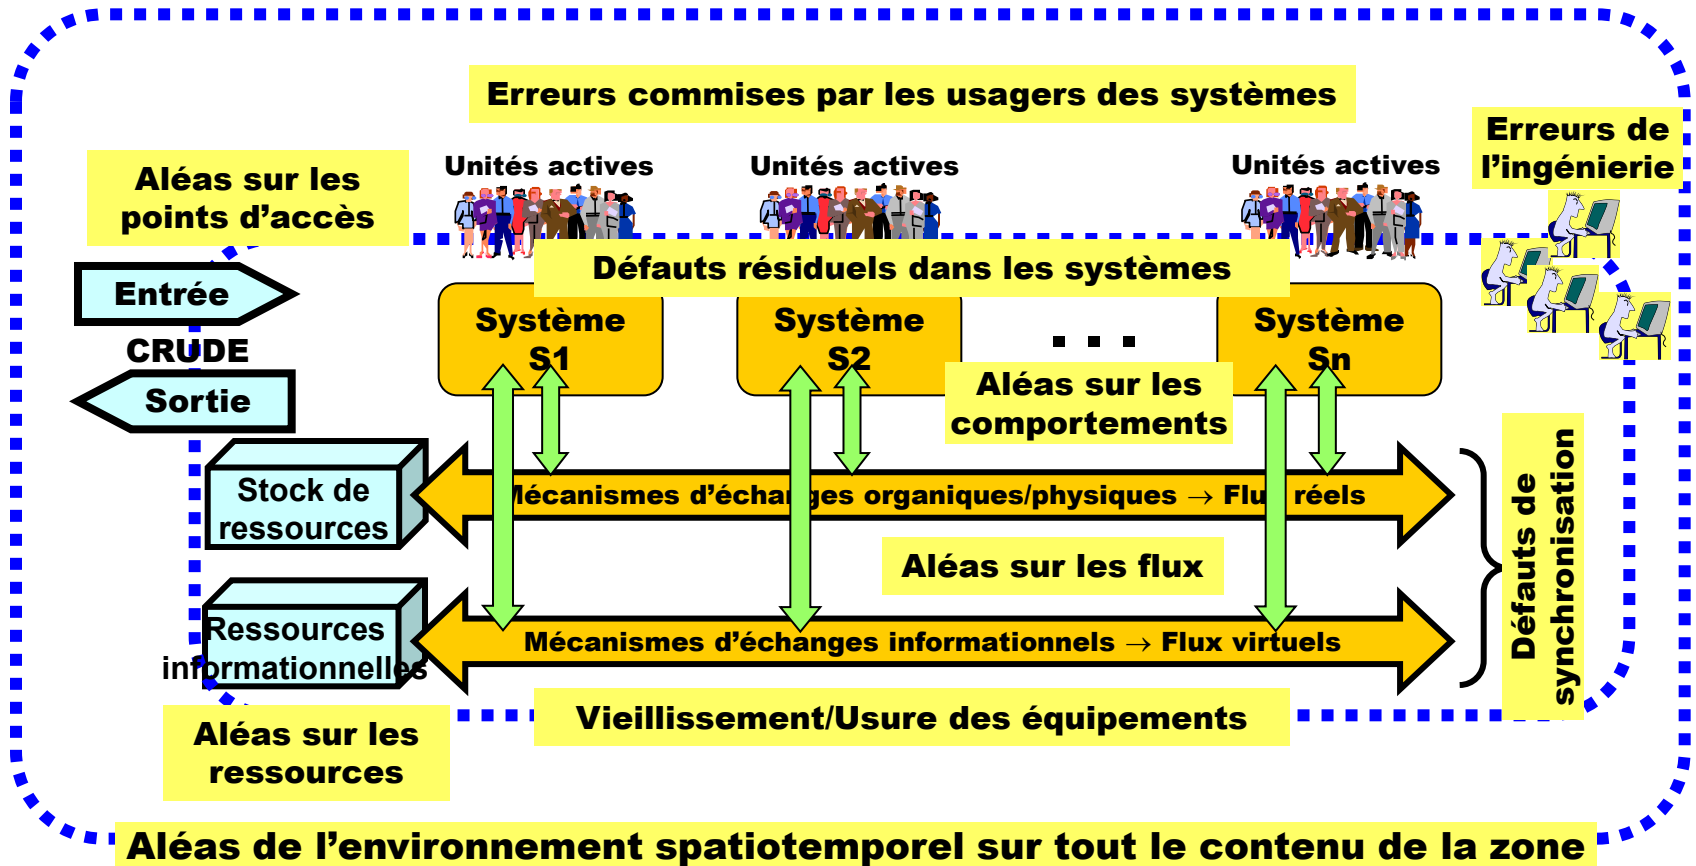 Erreurs commises par les usagers des systèmes
Erreurs de
l'ingénierie
Aléas sur les
points d'accès
Unités actives
Unités actives
Unités actives
Défauts résiduels dans les systèmes
Entrée
CRUDE
Sortie
Système
S1
Système
S2
. . .
Système
Sn
Aléas sur les
comportements
Stock de
ressources
Mécanismes d'échanges organiques/physiques → Flux réels
Aléas sur les flux
Défauts de
synchronisation
Ressources
informationnelles
Mécanismes d'échanges informationnels → Flux virtuels
Vieillissement/Usure des équipements
Aléas sur les
ressources
Aléas de l'environnement spatiotemporel sur tout le contenu de la zone